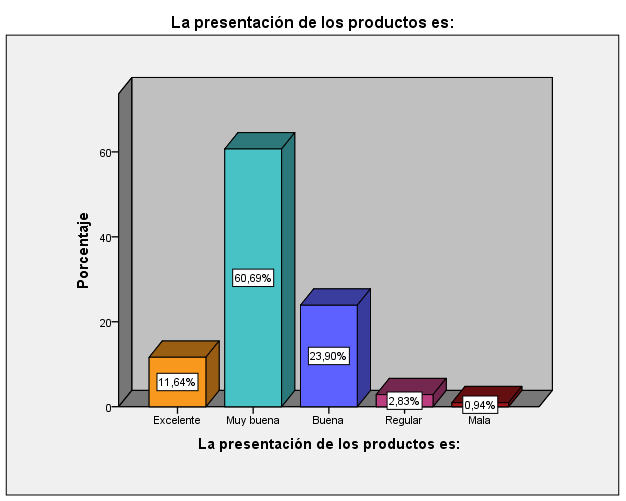 La presentación de los productos es:
Porcentaje
60
40
20
0
11,64%
60,69%
23,90%
2,83%
0,94%
Excelente
Muy buena
Buena
Regular
Mala
La presentación de los productos es: